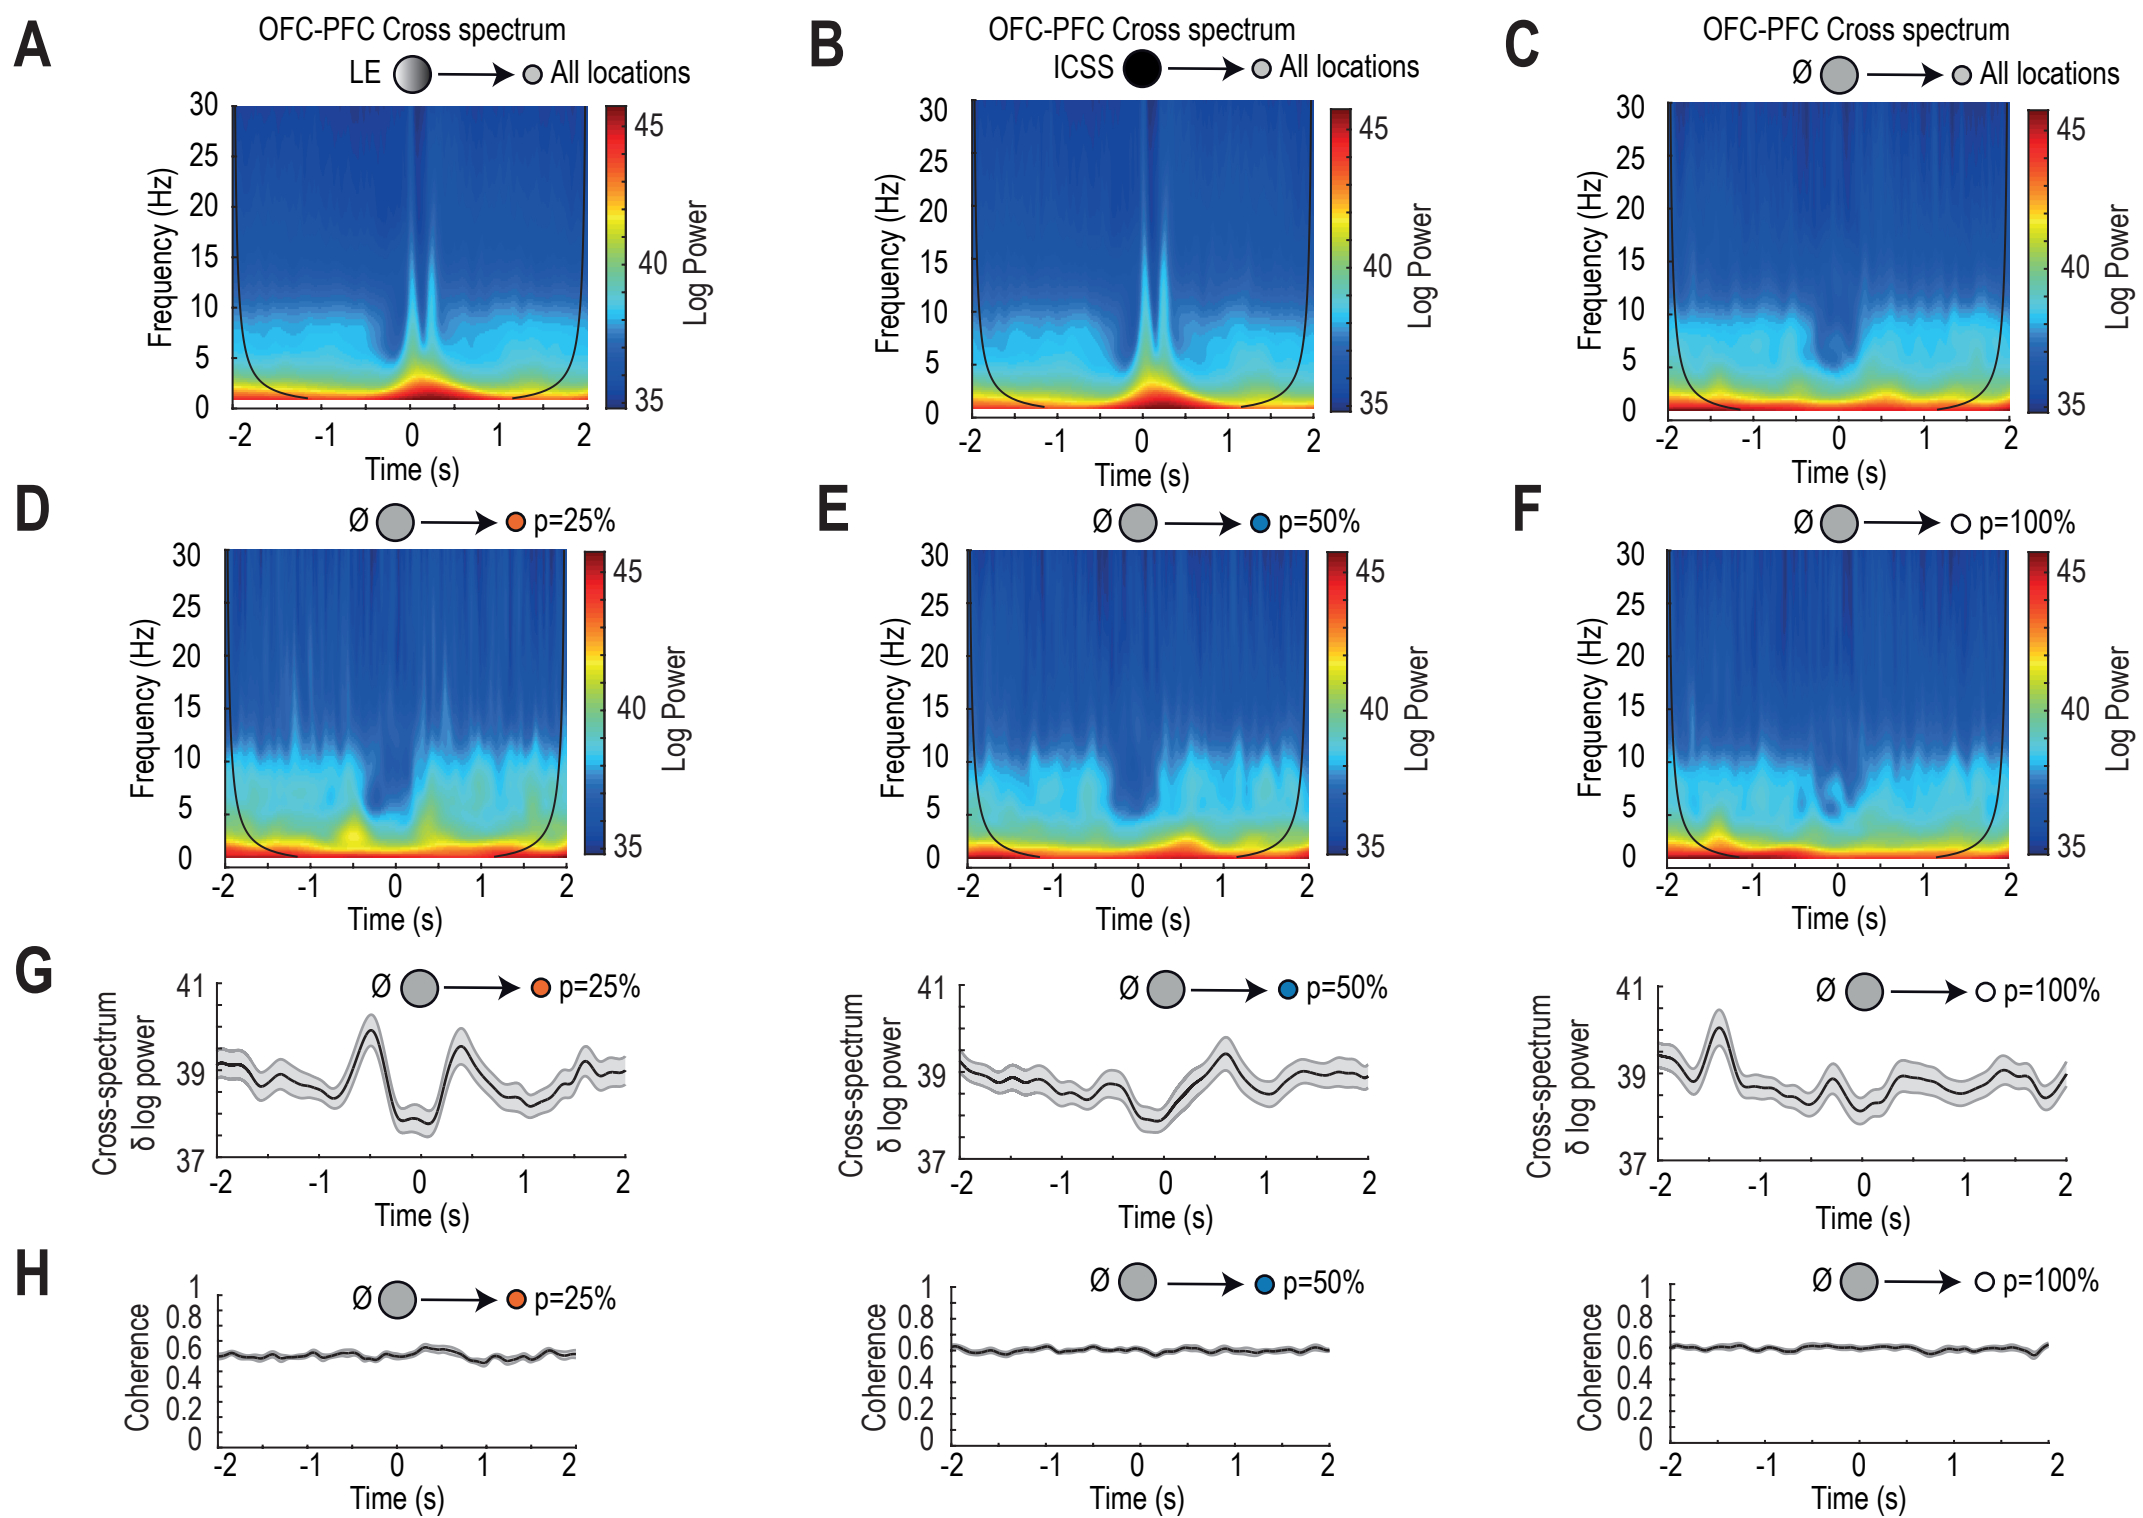 A
OFC-PFC Cross spectrum
LE All locations
Frequency (Hz)
30
25
20
15
10
5
0
-2 -1 0 1 2
Time (s)
45
40
35
Log Power
B
OFC-PFC Cross spectrum
ICSS All locations
Frequency (Hz)
30
25
20
15
10
5
0
-2 -1 0 1 2
Time (s)
45
40
35
Log Power
C
OFC-PFC Cross spectrum
Ø All locations
Frequency (Hz)
30
25
20
15
10
5
0
-2 -1 0 1 2
Time (s)
45
40
35
Log Power
D
Ø p=25%
Frequency (Hz)
30
25
20
15
10
5
0
-2 -1 0 1 2
Time (s)
45
40
35
Log Power
E
Ø p=50%
Frequency (Hz)
30
25
20
15
10
5
0
-2 -1 0 1 2
Time (s)
45
40
35
Log Power
F
Ø p=100%
Frequency (Hz)
30
25
20
15
10
5
0
-2 -1 0 1 2
Time (s)
45
40
35
Log Power
G
Ø p=25%
Cross-spectrum
δ log power
41
39
37
-2 -1 0 1 2
Time (s)
Ø p=50%
Cross-spectrum
δ log power
41
39
37
-2 -1 0 1 2
Time (s)
Ø p=100%
Cross-spectrum
δ log power
41
39
37
-2 -1 0 1 2
Time (s)
H
Ø p=25%
Coherence
1
0.8
0.6
0.4
0.2
0
-2 -1 0 1 2
Time (s)
Ø p=50%
Coherence
1
0.8
0.6
0.4
0.2
0
-2 -1 0 1 2
Time (s)
Ø p=100%
Coherence
1
0.8
0.6
0.4
0.2
0
-2 -1 0 1 2
Time (s)